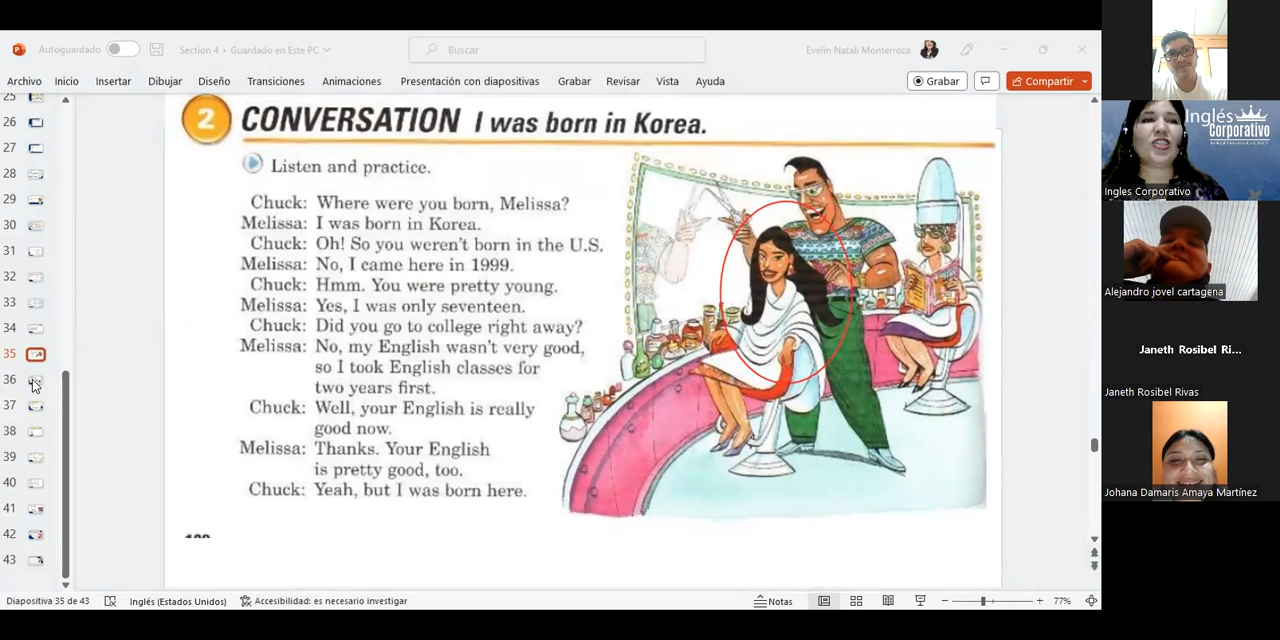 Autoguardado
Section 4 • Guardado en Este PC
Buscar
Evelin Natali Monterroza
Archivo Inicio Insertar Dibujar Diseño Transiciones Animaciones Presentación con diapositivas Grabar Revisar Vista Ayuda
Grabar
Compartir
25
26
27
28
29
30
31
32
33
34
35
36
37
38
39
40
41
42
43
2 CONVERSATION I was born in Korea.
Listen and practice.
Chuck: Where were you born, Melissa?
Melissa: I was born in Korea.
Chuck: Oh! So you weren't born in the U.S.
Melissa: No, I came here in 1999.
Chuck: Hmm. You were pretty young.
Melissa: Yes, I was only seventeen.
Chuck: Did you go to college right away?
Melissa: No, my English wasn't very good,
so I took English classes for
two years first.
Chuck: Well, your English is really
good now.
Melissa: Thanks. Your English
is pretty good, too.
Chuck: Yeah, but I was born here.
Diapositiva 35 de 43
Inglés (Estados Unidos)
Accesibilidad: es necesario investigar
Notas
77%
Inglés
Corporativo
Ingles Corporativo
Alejandro jovel cartagena
Janeth Rosibel Ri...
Janeth Rosibel Rivas
Johana Damaris Amaya Martínez